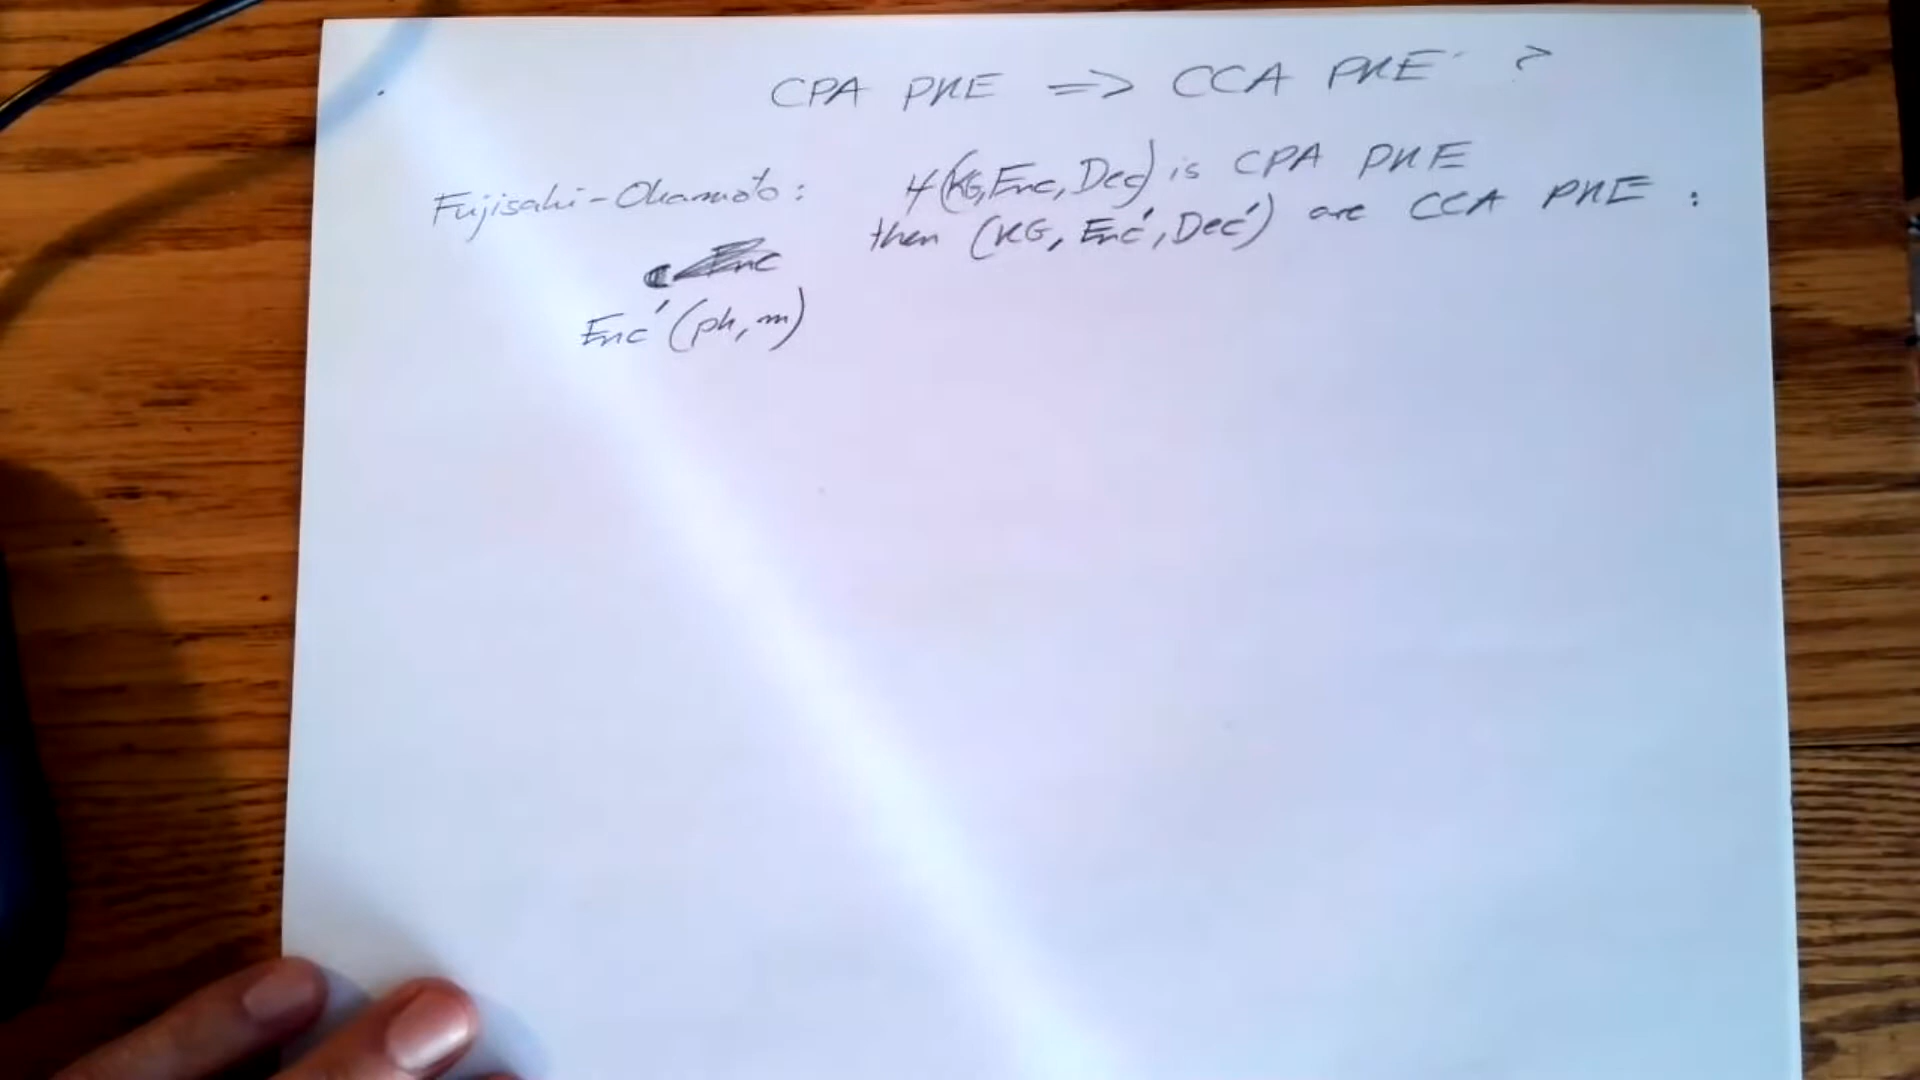 CPA PKE => CCA PKE ?
Fujisaki-Okamoto: If (KG, Enc, Dec) is CPA PKE
then (KG, Enc', Dec') are CCA PKE :
Enc
Enc' (pk, m)